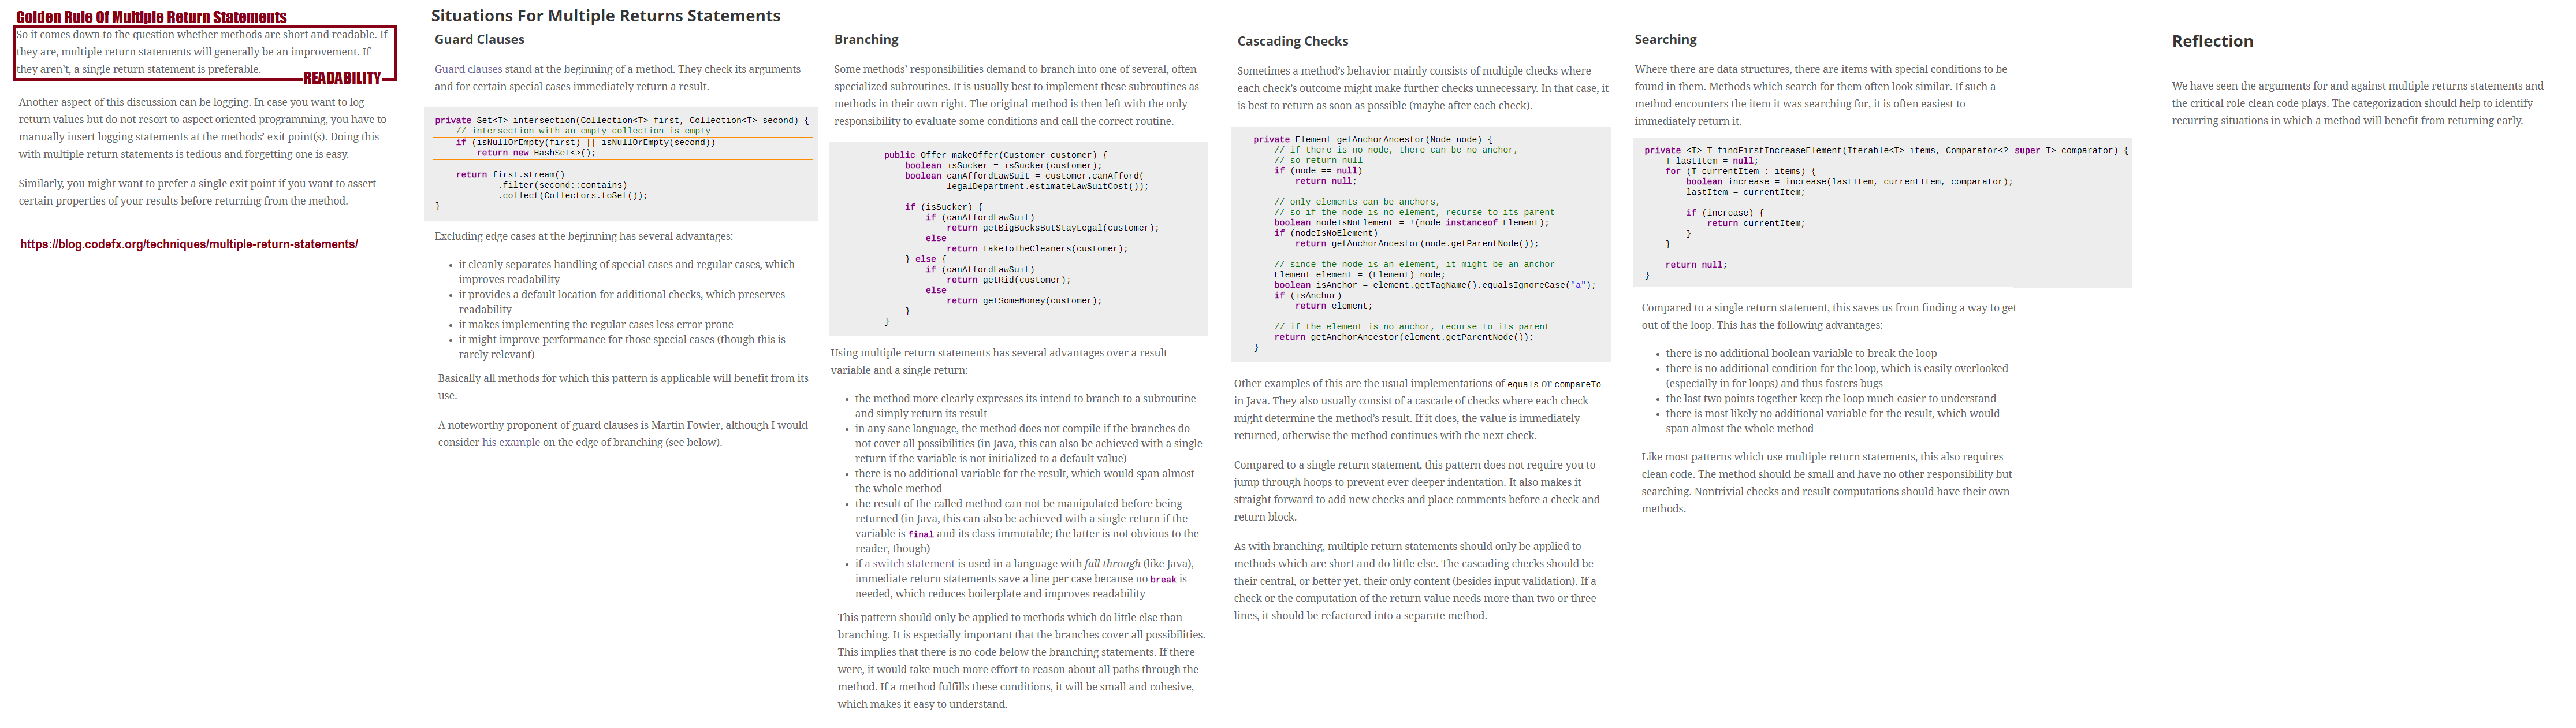 Golden Rule Of Multiple Return Statements
So it comes down to the question whether methods are short and readable. If
they are, multiple return statements will generally be an improvement. If
they aren't, a single return statement is preferable.
READABILITY
Another aspect of this discussion can be logging. In case you want to log
return values but do not resort to aspect oriented programming, you have to
manually insert logging statements at the methods' exit point(s). Doing this
with multiple return statements is tedious and forgetting one is easy.
Similarly, you might want to prefer a single exit point if you want to assert
certain properties of your results before returning from the method.
https://blog.codefx.org/techniques/multiple-return-statements/
Situations For Multiple Returns Statements
Guard Clauses
Guard clauses stand at the beginning of a method. They check its arguments
and for certain special cases immediately return a result.
private Set<T> intersection(Collection<T> first, Collection<T> second) {
    // intersection with an empty collection is empty
    if (isNullOrEmpty(first) || isNullOrEmpty(second))
        return new HashSet<>();
    return first.stream()
            .filter(second::contains)
            .collect(Collectors.toSet());
}
Excluding edge cases at the beginning has several advantages:
• it cleanly separates handling of special cases and regular cases, which
improves readability
• it provides a default location for additional checks, which preserves
readability
• it makes implementing the regular cases less error prone
• it might improve performance for those special cases (though this is
rarely relevant)
Basically all methods for which this pattern is applicable will benefit from its
use.
A noteworthy proponent of guard clauses is Martin Fowler, although I would
consider his example on the edge of branching (see below).
Branching
Some methods' responsibilities demand to branch into one of several, often
specialized subroutines. It is usually best to implement these subroutines as
methods in their own right. The original method is then left with the only
responsibility to evaluate some conditions and call the correct routine.
public Offer makeOffer(Customer customer) {
    boolean isSucker = isSucker(customer);
    boolean canAffordLawSuit = customer.canAfford(
            legalDepartment.estimateLawSuitCost());
    if (isSucker) {
        if (canAffordLawSuit)
            return getBigBucksButStayLegal(customer);
        else
            return takeToTheCleaners(customer);
    } else {
        if (canAffordLawSuit)
            return getRid(customer);
        else
            return getSomeMoney(customer);
    }
}
Using multiple return statements has several advantages over a result
variable and a single return:
• the method more clearly expresses its intend to branch to a subroutine
and simply return its result
• in any sane language, the method does not compile if the branches do
not cover all possibilities (in Java, this can also be achieved with a single
return if the variable is not initialized to a default value)
• there is no additional variable for the result, which would span almost
the whole method
• the result of the called method can not be manipulated before being
returned (in Java, this can also be achieved with a single return if the
variable is final and its class immutable; the latter is not obvious to the
reader, though)
• if a switch statement is used in a language with fall through (like Java),
immediate return statements save a line per case because no break is
needed, which reduces boilerplate and improves readability
This pattern should only be applied to methods which do little else than
branching. It is especially important that the branches cover all possibilities.
This implies that there is no code below the branching statements. If there
were, it would take much more effort to reason about all paths through the
method. If a method fulfills these conditions, it will be small and cohesive,
which makes it easy to understand.
Cascading Checks
Sometimes a method's behavior mainly consists of multiple checks where
each check's outcome might make further checks unnecessary. In that case, it
is best to return as soon as possible (maybe after each check).
private Element getAnchorAncestor(Node node) {
    // if there is no node, there can be no anchor,
    // so return null
    if (node == null)
        return null;
    // only elements can be anchors,
    // so if the node is no element, recurse to its parent
    boolean nodeIsNoElement = !(node instanceof Element);
    if (nodeIsNoElement)
        return getAnchorAncestor(node.getParentNode());
    // since the node is an element, it might be an anchor
    Element element = (Element) node;
    boolean isAnchor = element.getTagName().equalsIgnoreCase("a");
    if (isAnchor)
        return element;
    // if the element is no anchor, recurse to its parent
    return getAnchorAncestor(element.getParentNode());
}
Other examples of this are the usual implementations of equals or compareTo
in Java. They also usually consist of a cascade of checks where each check
might determine the method's result. If it does, the value is immediately
returned, otherwise the method continues with the next check.
Compared to a single return statement, this pattern does not require you to
jump through hoops to prevent ever deeper indentation. It also makes it
straight forward to add new checks and place comments before a check-and-
return block.
As with branching, multiple return statements should only be applied to
methods which are short and do little else. The cascading checks should be
their central, or better yet, their only content (besides input validation). If a
check or the computation of the return value needs more than two or three
lines, it should be refactored into a separate method.
Searching
Where there are data structures, there are items with special conditions to be
found in them. Methods which search for them often look similar. If such a
method encounters the item it was searching for, it is often easiest to
immediately return it.
private <T> T findFirstIncreaseElement(Iterable<T> items, Comparator<? super T> comparator) {
    T lastItem = null;
    for (T currentItem : items) {
        boolean increase = increase(lastItem, currentItem, comparator);
        lastItem = currentItem;
        if (increase) {
            return currentItem;
        }
    }
    return null;
}
Compared to a single return statement, this saves us from finding a way to get
out of the loop. This has the following advantages:
• there is no additional boolean variable to break the loop
• there is no additional condition for the loop, which is easily overlooked
(especially in for loops) and thus fosters bugs
• the last two points together keep the loop much easier to understand
• there is most likely no additional variable for the result, which would
span almost the whole method
Like most patterns which use multiple return statements, this also requires
clean code. The method should be small and have no other responsibility but
searching. Nontrivial checks and result computations should have their own
methods.
Reflection
We have seen the arguments for and against multiple returns statements and
the critical role clean code plays. The categorization should help to identify
recurring situations in which a method will benefit from returning early.